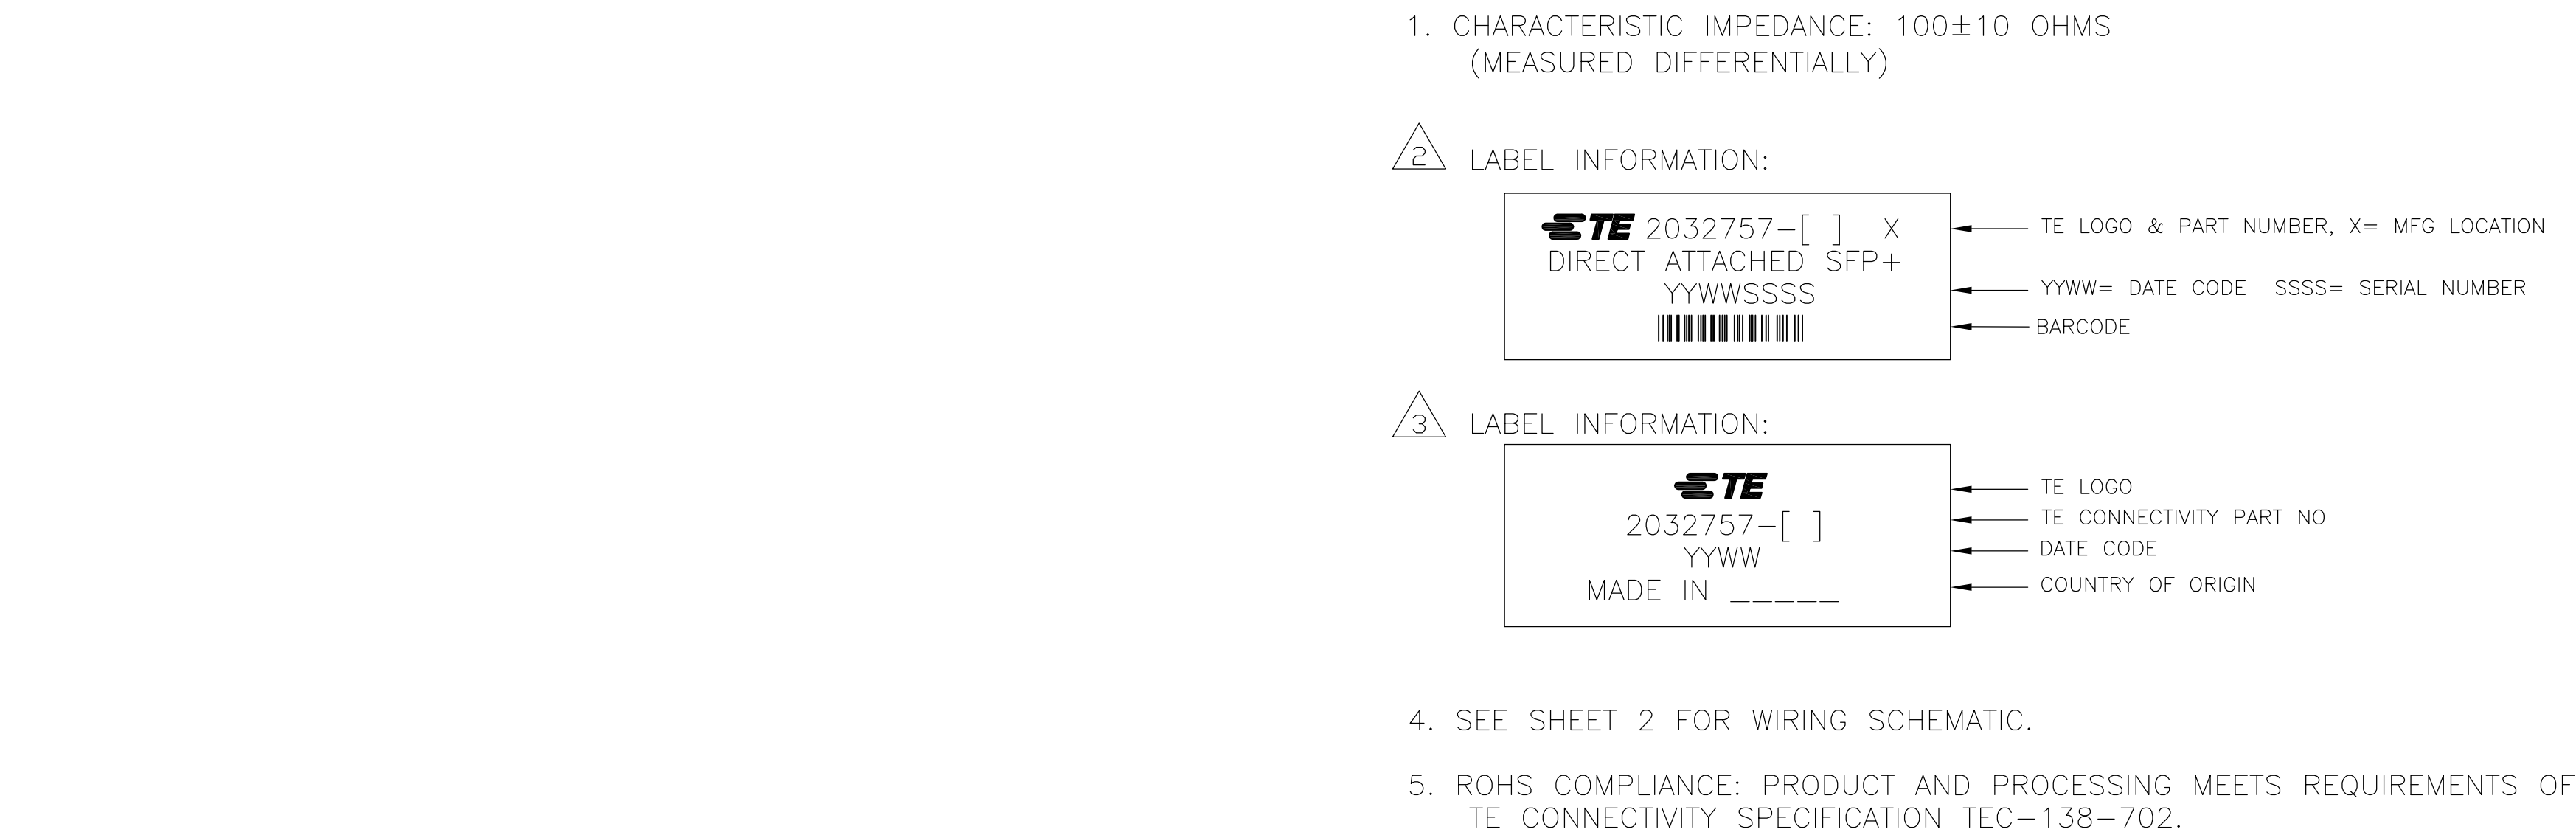 1. CHARACTERISTIC IMPEDANCE: 100±10 OHMS
(MEASURED DIFFERENTIALLY)
2 LABEL INFORMATION:
TE 2032757-[ ] X
TE LOGO & PART NUMBER, X= MFG LOCATION
DIRECT ATTACHED SFP+
YYWWSSSS
YYWW= DATE CODE SSSS= SERIAL NUMBER
BARCODE
3 LABEL INFORMATION:
TE
TE LOGO
2032757-[ ]
TE CONNECTIVITY PART NO
YYWW
DATE CODE
MADE IN _____
COUNTRY OF ORIGIN
4. SEE SHEET 2 FOR WIRING SCHEMATIC.
5. ROHS COMPLIANCE: PRODUCT AND PROCESSING MEETS REQUIREMENTS OF
TE CONNECTIVITY SPECIFICATION TEC-138-702.